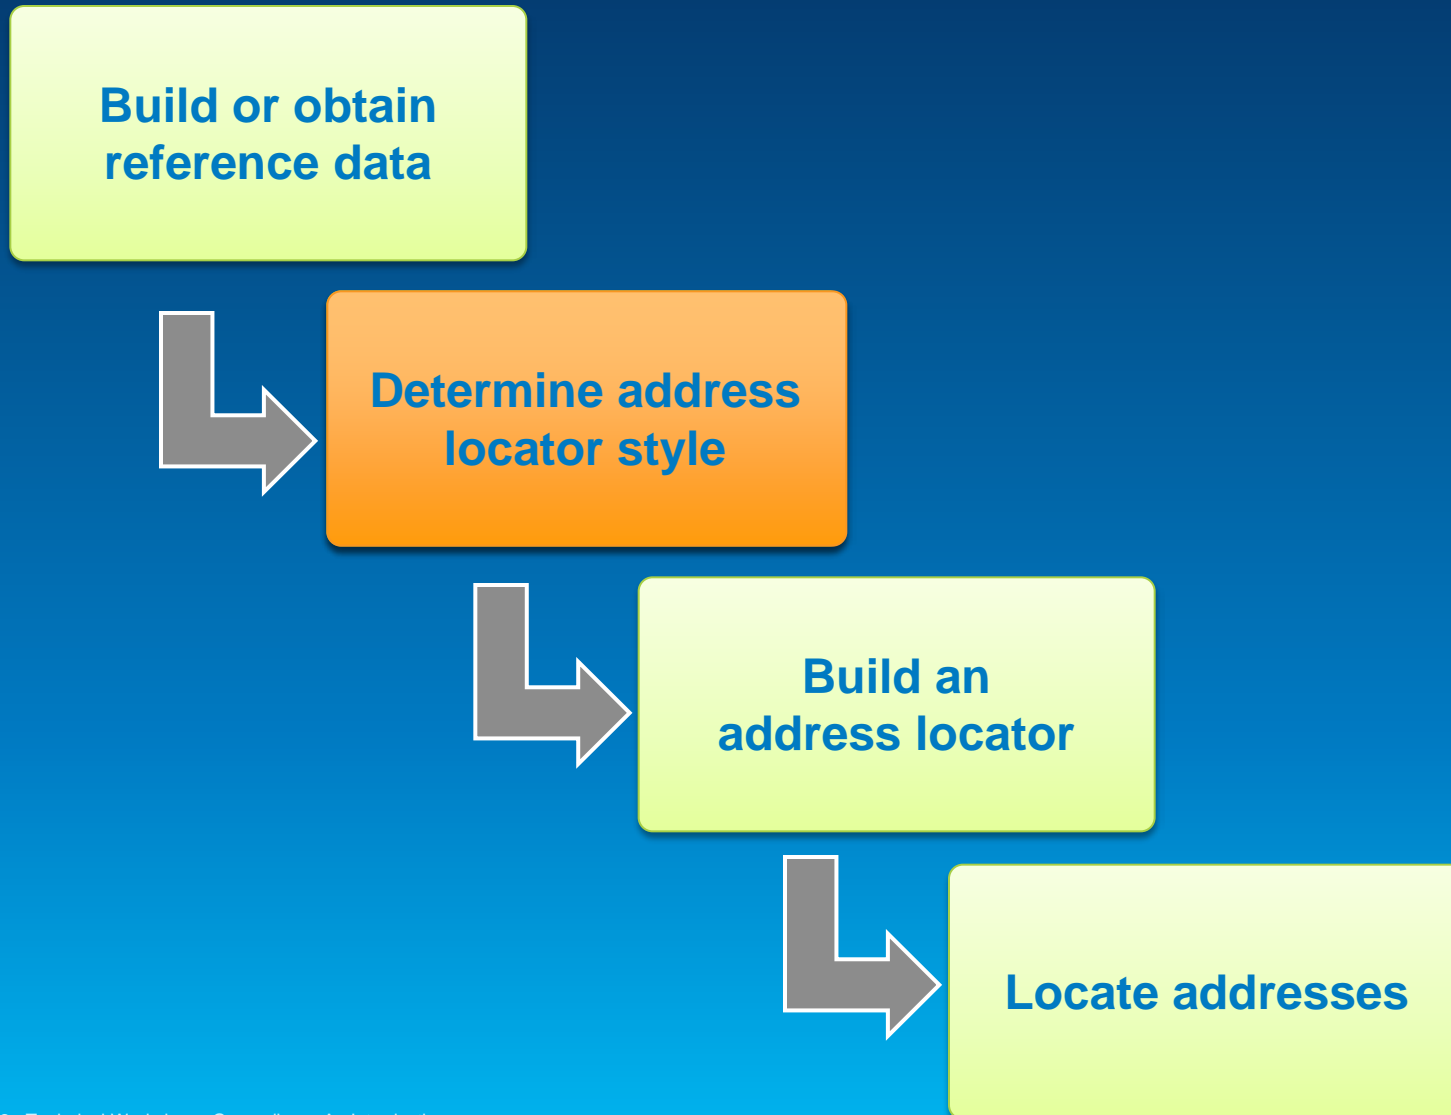 Build or obtain
reference data
Determine address
locator style
Build an
address locator
Locate addresses